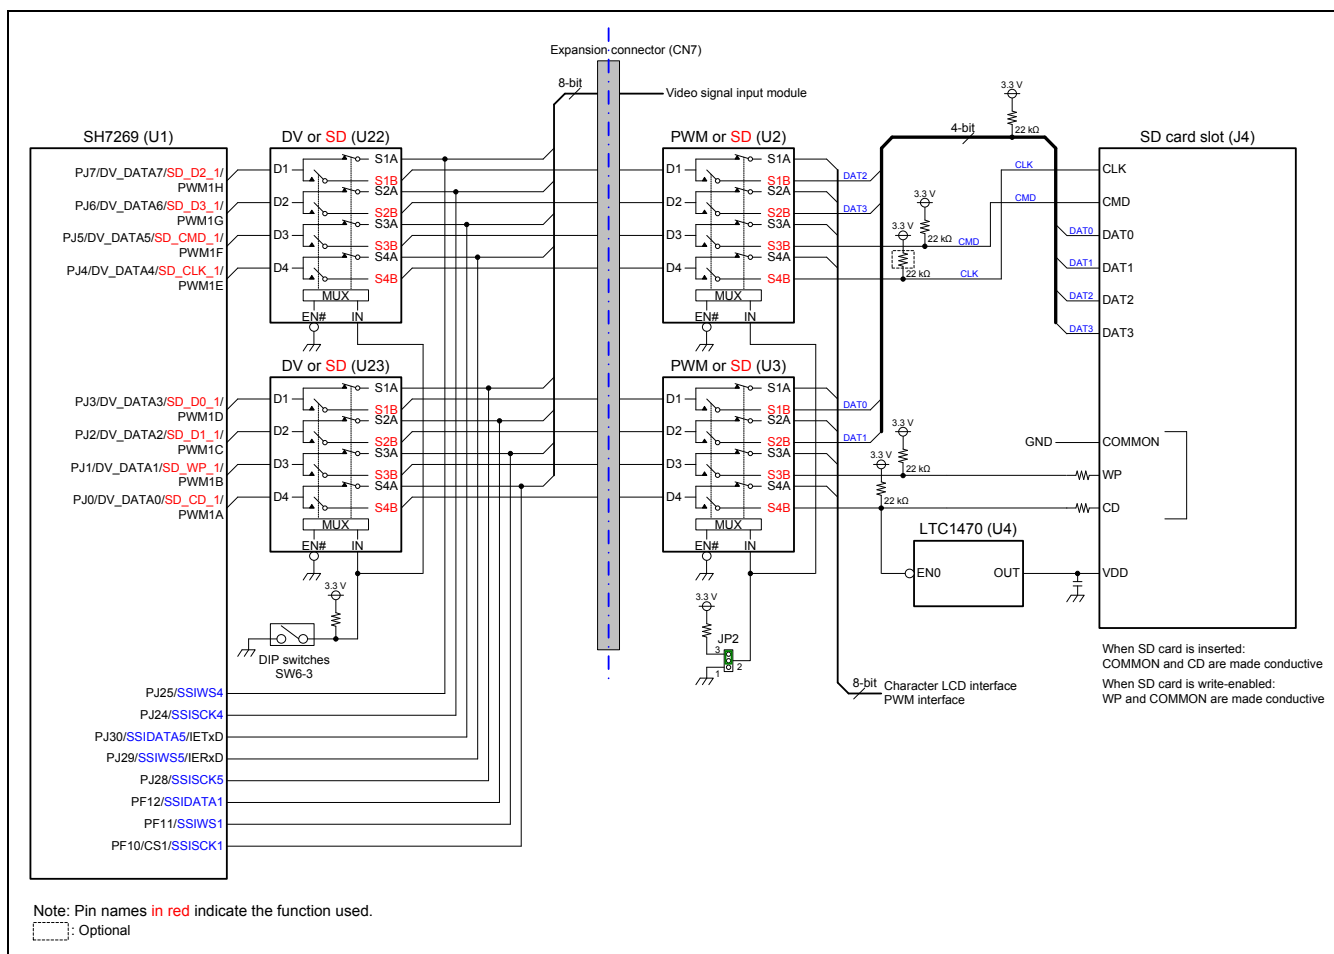 Expansion connector (CN7)
8-bit
Video signal input module
SH7269 (U1)
DV or SD (U22)
PWM or SD (U2)
SD card slot (J4)
PJ7/DV_DATA7/SD_D2_1/
PWM1H
PJ6/DV_DATA6/SD_D3_1/
PWM1G
PJ5/DV_DATA5/SD_CMD_1/
PWM1F
PJ4/DV_DATA4/SD_CLK_1/
PWM1E
D1
D2
D3
D4
S1A
S1B
S2A
S2B
S3A
S3B
S4A
S4B
MUX
EN#
IN
D1
D2
D3
D4
S1A
S1B
S2A
S2B
S3A
S3B
S4A
S4B
MUX
EN#
IN
DAT2
DAT3
4-bit
3.3 V
22 kΩ
3.3 V
22 kΩ
3.3 V
22 kΩ
CMD
CLK
CLK
CMD
DAT0
DAT1
DAT2
DAT3
CLK
CMD
DAT0
DAT1
DAT2
DAT3
DV or SD (U23)
PWM or SD (U3)
PJ3/DV_DATA3/SD_D0_1/
PWM1D
PJ2/DV_DATA2/SD_D1_1/
PWM1C
PJ1/DV_DATA1/SD_WP_1/
PWM1B
PJ0/DV_DATA0/SD_CD_1/
PWM1A
D1
D2
D3
D4
S1A
S1B
S2A
S2B
S3A
S3B
S4A
S4B
MUX
EN#
IN
D1
D2
D3
D4
S1A
S1B
S2A
S2B
S3A
S3B
S4A
S4B
MUX
EN#
IN
DAT0
DAT1
3.3 V
22 kΩ
3.3 V
22 kΩ
GND
COMMON
WP
CD
VDD
LTC1470 (U4)
EN0
OUT
3.3 V
DIP switches
SW6-3
3.3 V
JP2
3
2
1
8-bit
Character LCD interface
PWM interface
When SD card is inserted:
COMMON and CD are made conductive
When SD card is write-enabled:
WP and COMMON are made conductive
PJ25/SSIWS4
PJ24/SSISCK4
PJ30/SSIDATA5/IETxD
PJ29/SSIWS5/IERxD
PJ28/SSISCK5
PF12/SSIDATA1
PF11/SSIWS1
PF10/CS1/SSISCK1
Note: Pin names in red indicate the function used.
: Optional